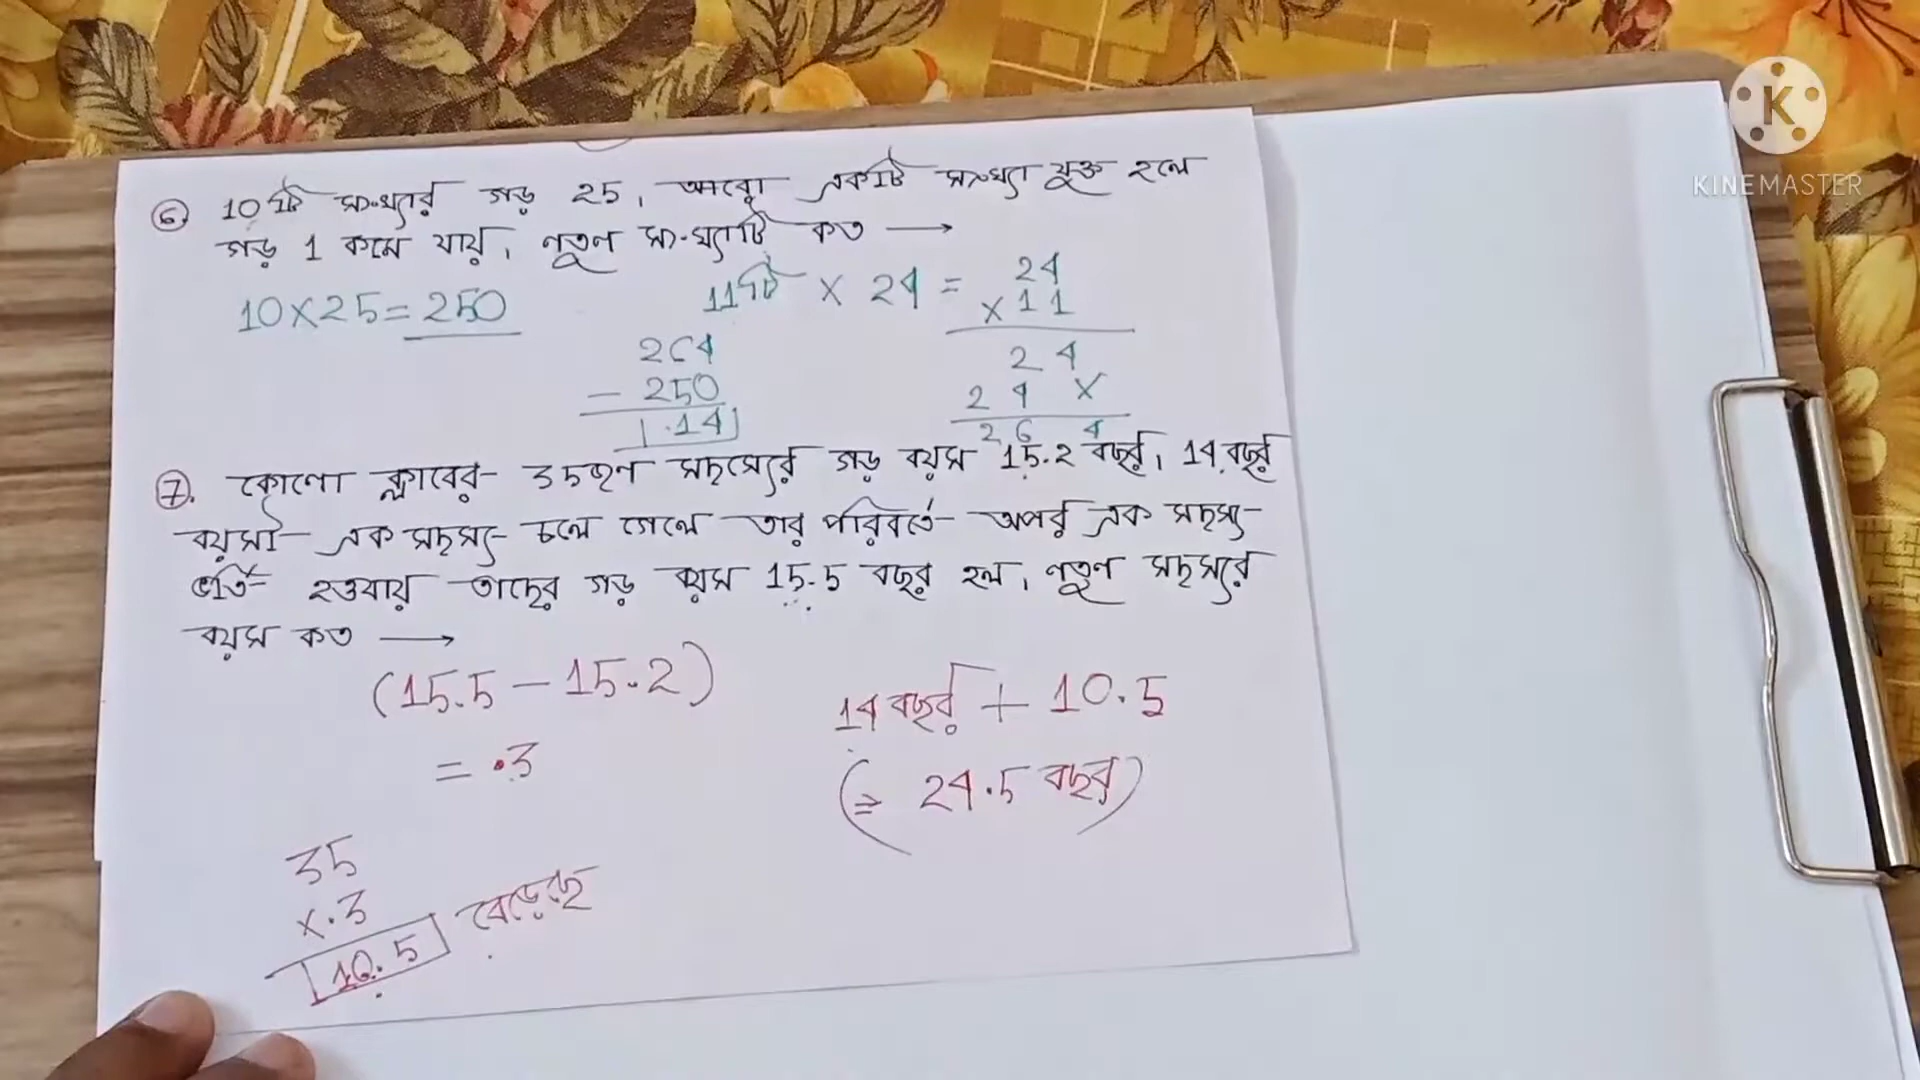 ⑥ 10টি সংখ্যার গড় 25, আরো একটি সংখ্যা যুক্ত হলে
গড় 1 কমে যায়, নতুন সংখ্যাটি কত →
10×25=250
11টি × 24 =
24
×11
24
24×
264
264
- 250
14
⑦. কোনো ক্লাবের 35জন সদস্যের গড় বয়স 15.2 বছর, 14 বছর
বয়সী এক সদস্য চলে গেলে তার পরিবর্তে অপর এক সদস্য
ভর্তি হওয়ায় তাদের গড় বয়স 15.5 বছর হল, নতুন সদস্যের
বয়স কত →
(15.5 - 15.2)
= .3
35
×.3
10.5 বেড়েছে
14 বছর + 10.5
= 24.5 বছর
K
KINEMASTER